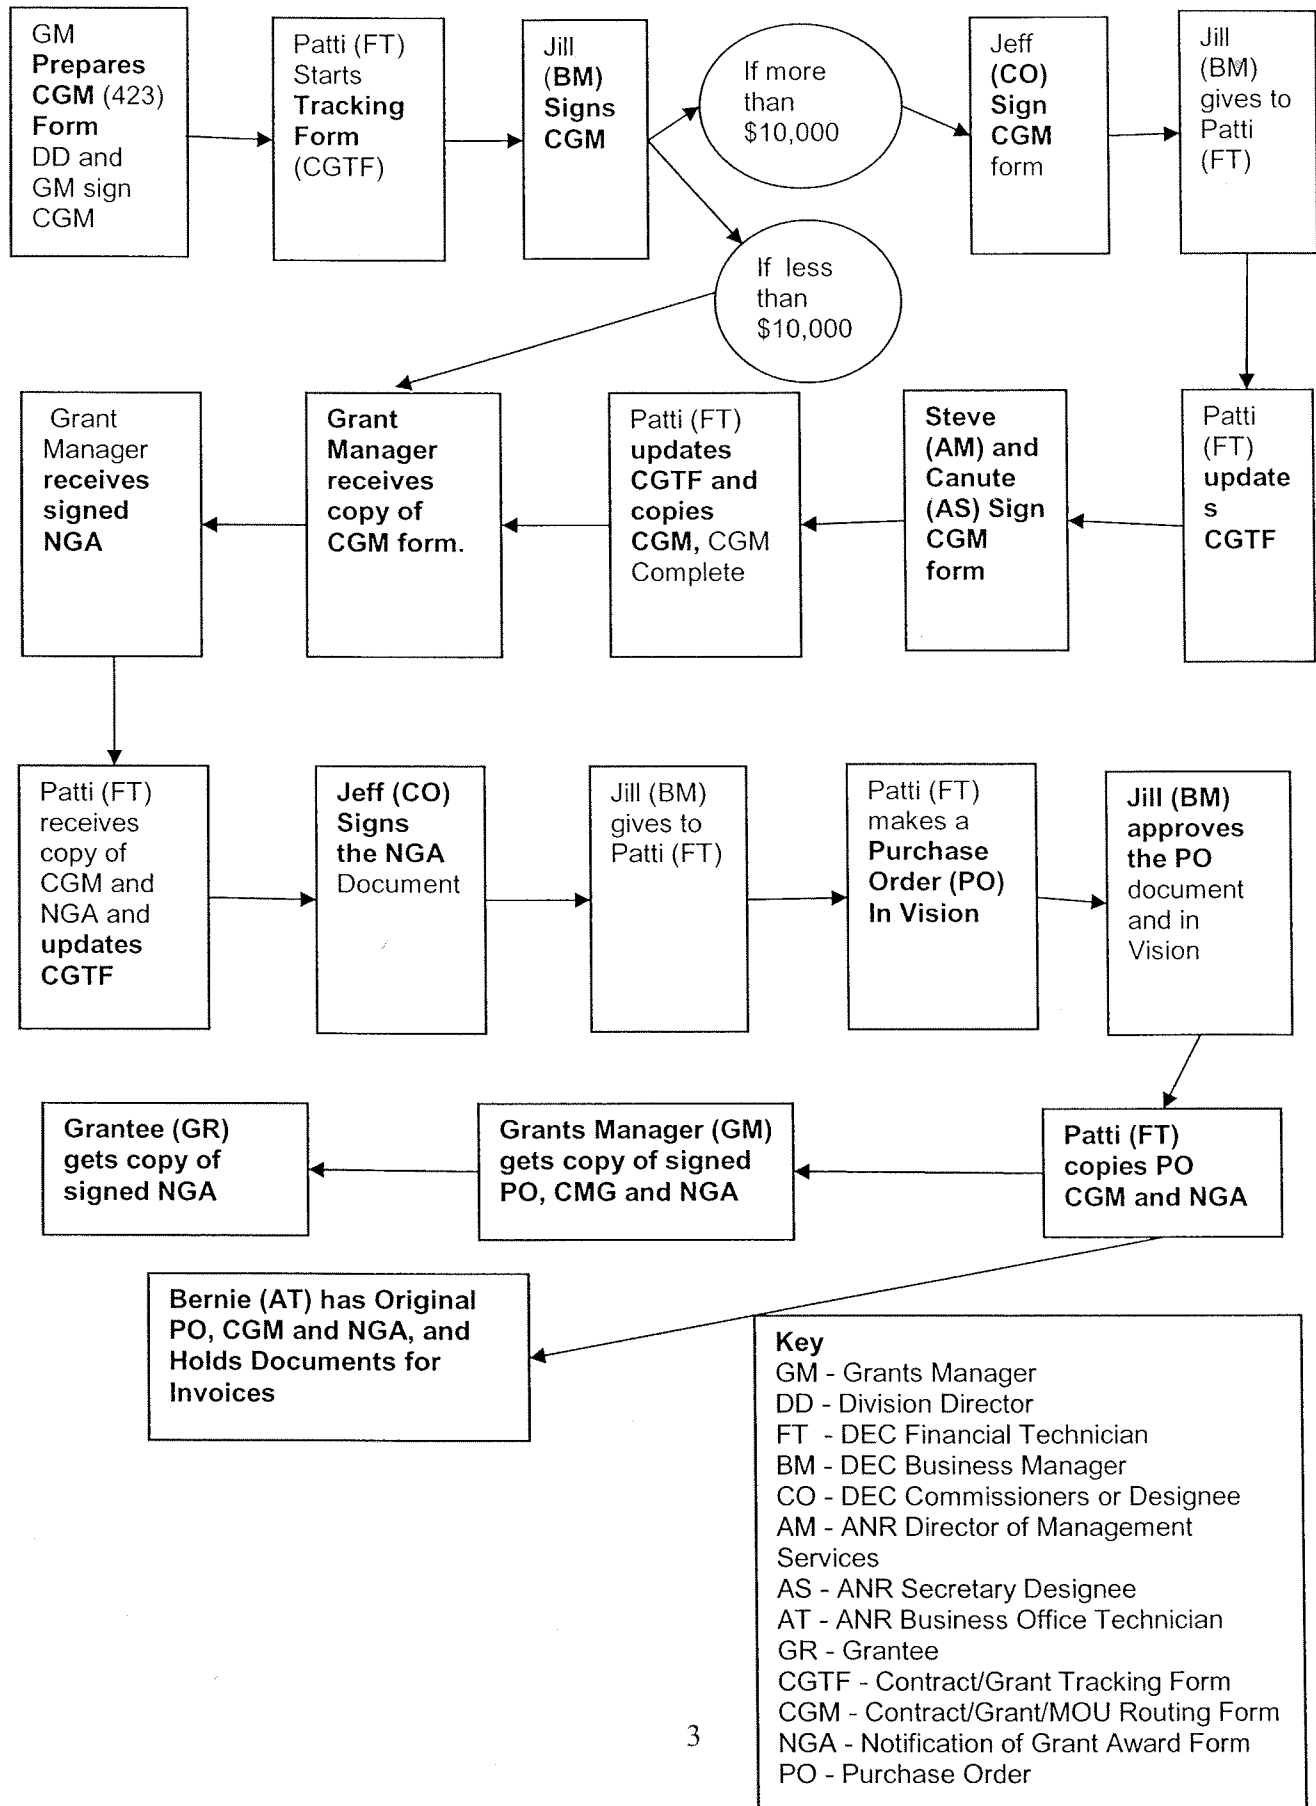 GM
Prepares
CGM (423)
Form
DD and
GM sign
CGM
Patti (FT)
Starts
Tracking
Form
(CGTF)
Jill
(BM)
Signs
CGM
If more
than
$10,000
Jeff
(CO)
Sign
CGM
form
Jill
(BM)
gives to
Patti
(FT)
If less
than
$10,000
Grant
Manager
receives
signed
NGA
Grant
Manager
receives
copy of
CGM form.
Patti (FT)
updates
CGTF and
copies
CGM, CGM
Complete
Steve
(AM) and
Canute
(AS) Sign
CGM
form
Patti
(FT)
update
s
CGTF
Patti (FT)
receives
copy of
CGM and
NGA and
updates
CGTF
Jeff (CO)
Signs
the NGA
Document
Jill (BM)
gives to
Patti (FT)
Patti (FT)
makes a
Purchase
Order (PO)
In Vision
Jill (BM)
approves
the PO
document
and in
Vision
Grantee (GR)
gets copy of
signed NGA
Grants Manager (GM)
gets copy of signed
PO, CMG and NGA
Patti (FT)
copies PO
CGM and NGA
Bernie (AT) has Original
PO, CGM and NGA, and
Holds Documents for
Invoices
Key
GM - Grants Manager
DD - Division Director
FT - DEC Financial Technician
BM - DEC Business Manager
CO - DEC Commissioners or Designee
AM - ANR Director of Management
Services
AS - ANR Secretary Designee
AT - ANR Business Office Technician
GR - Grantee
CGTF - Contract/Grant Tracking Form
CGM - Contract/Grant/MOU Routing Form
NGA - Notification of Grant Award Form
PO - Purchase Order
3